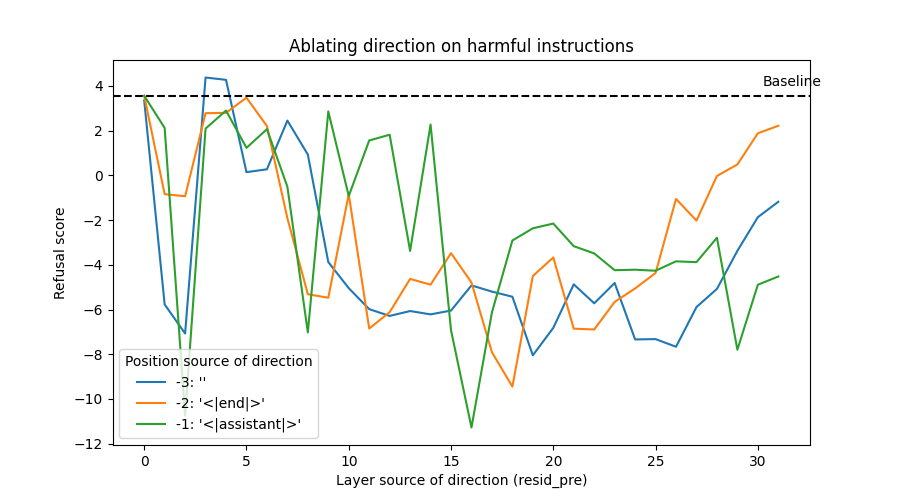 Ablating direction on harmful instructions
Baseline
4
2
0
−2
−4
−6
−8
−10
−12
Refusal score
Position source of direction
-3: ''
-2: '<|end|>'
-1: '<|assistant|>'
0 5 10 15 20 25 30
Layer source of direction (resid_pre)